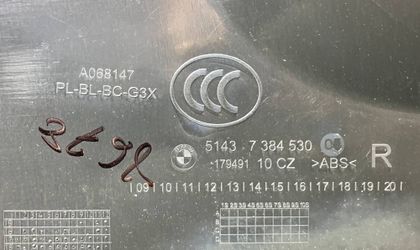 A068147
PL-BL-BC-G3X
CCC
5143 7 384 530
179491 10 CZ >ABS< R
|09|10|11|12|13|14|15|16|17|18|19|20|